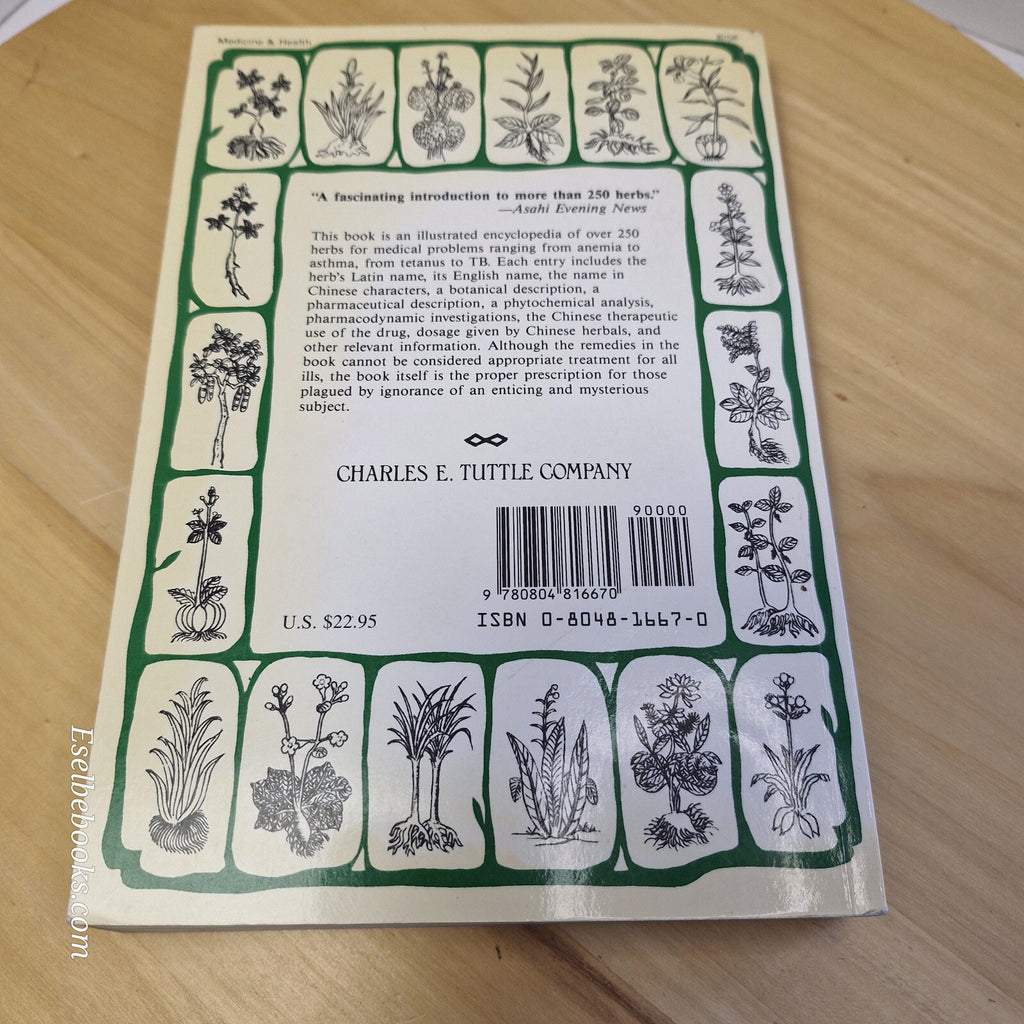 Medicine & Health
"A fascinating introduction to more than 250 herbs."
—Asahi Evening News
This book is an illustrated encyclopedia of over 250
herbs for medical problems ranging from anemia to
asthma, from tetanus to TB. Each entry includes the
herb's Latin name, its English name, the name in
Chinese characters, a botanical description, a
pharmaceutical description, a phytochemical analysis,
pharmacodynamic investigations, the Chinese therapeutic
use of the drug, dosage given by Chinese herbals, and
other relevant information. Although the remedies in the
book cannot be considered appropriate treatment for all
ills, the book itself is the proper prescription for those
plagued by ignorance of an enticing and mysterious
subject.
CHARLES E. TUTTLE COMPANY
90000
9 780804 816670
U.S. $22.95
ISBN 0-8048-1667-0
Eselbebooks.com